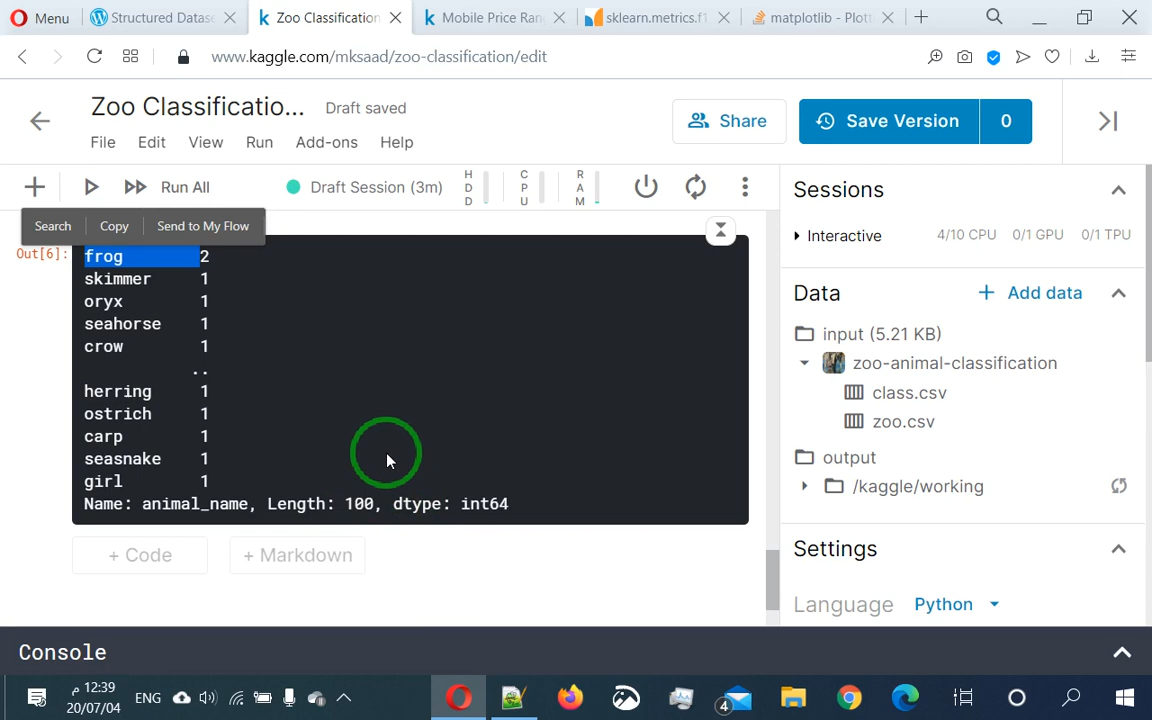 Menu
Structured Datas
Zoo Classification
Mobile Price Ran
sklearn.metrics.f1
matplotlib - Plott
www.kaggle.com/mksaad/zoo-classification/edit
Zoo Classificatio... Draft saved
File Edit View Run Add-ons Help
Share
Save Version 0
Run All
Draft Session (3m)
HDD
CPU
RAM
Search Copy Send to My Flow
Out[6]:
frog 2
skimmer 1
oryx 1
seahorse 1
crow 1
..
herring 1
ostrich 1
carp 1
seasnake 1
girl 1
Name: animal_name, Length: 100, dtype: int64
+ Code + Markdown
Sessions
Interactive 4/10 CPU 0/1 GPU 0/1 TPU
Data + Add data
input (5.21 KB)
zoo-animal-classification
class.csv
zoo.csv
output
/kaggle/working
Settings
Language Python
Console
12:39 م
20/07/04
ENG
4